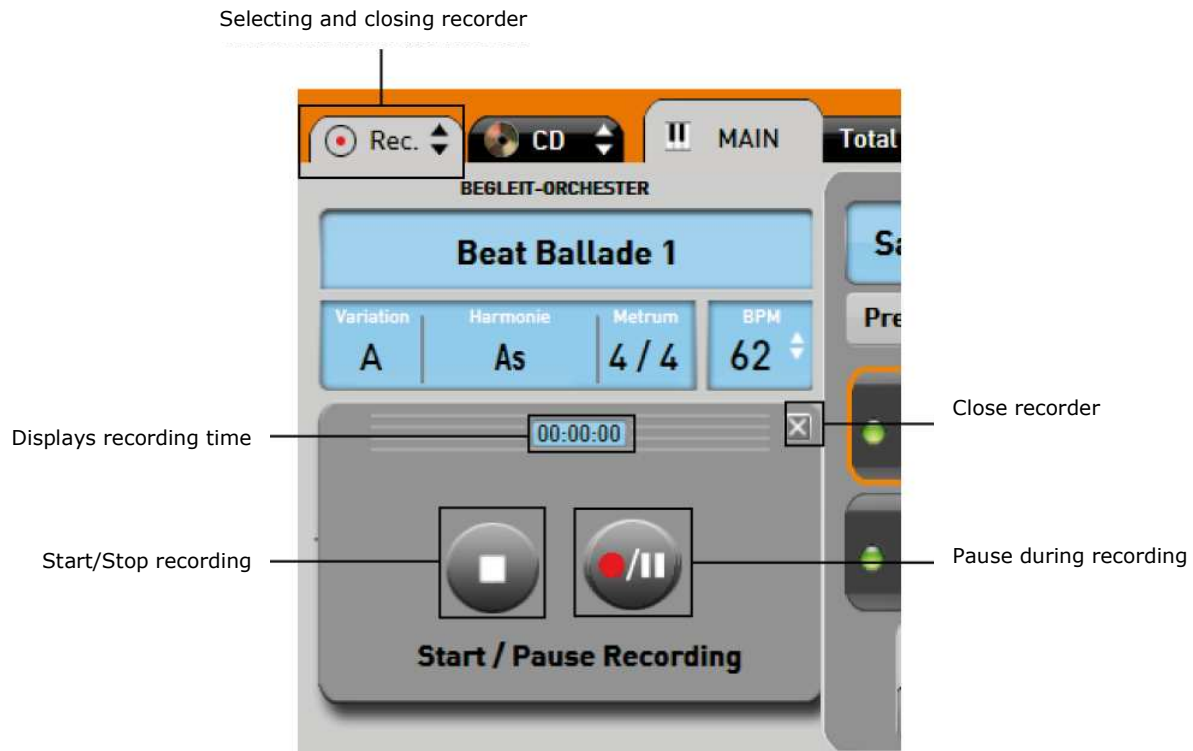 Selecting and closing recorder
Rec.
CD
MAIN
Total
BEGLEIT-ORCHESTER
Beat Ballade 1
Variation
Harmonie
Metrum
BPM
A
As
4 / 4
62
Pre
Close recorder
Displays recording time
00:00:00
Start/Stop recording
Pause during recording
Start / Pause Recording